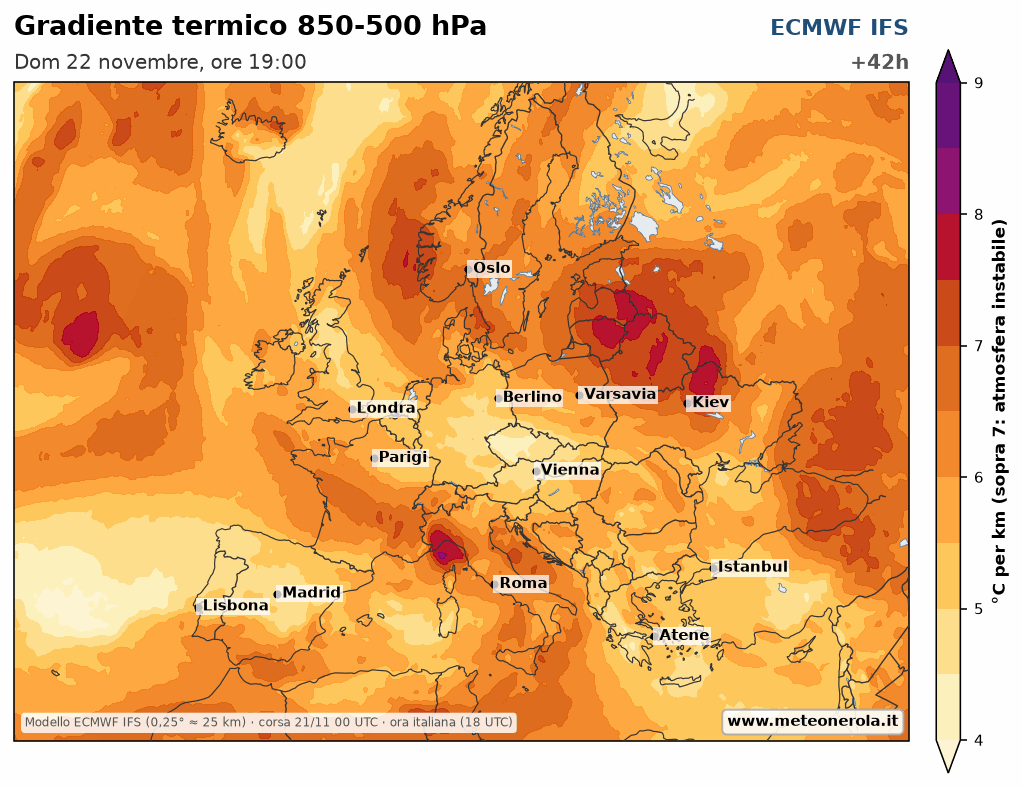 Gradiente termico 850-500 hPa
ECMWF IFS
Dom 22 novembre, ore 19:00
+42h
9
8
7
6
5
4
°C per km (sopra 7: atmosfera instabile)
Oslo
Berlino
Varsavia
Kiev
Londra
Parigi
Vienna
Istanbul
Roma
Madrid
Lisbona
Atene
Modello ECMWF IFS (0,25° ≈ 25 km) · corsa 21/11 00 UTC · ora italiana (18 UTC)
www.meteonerola.it